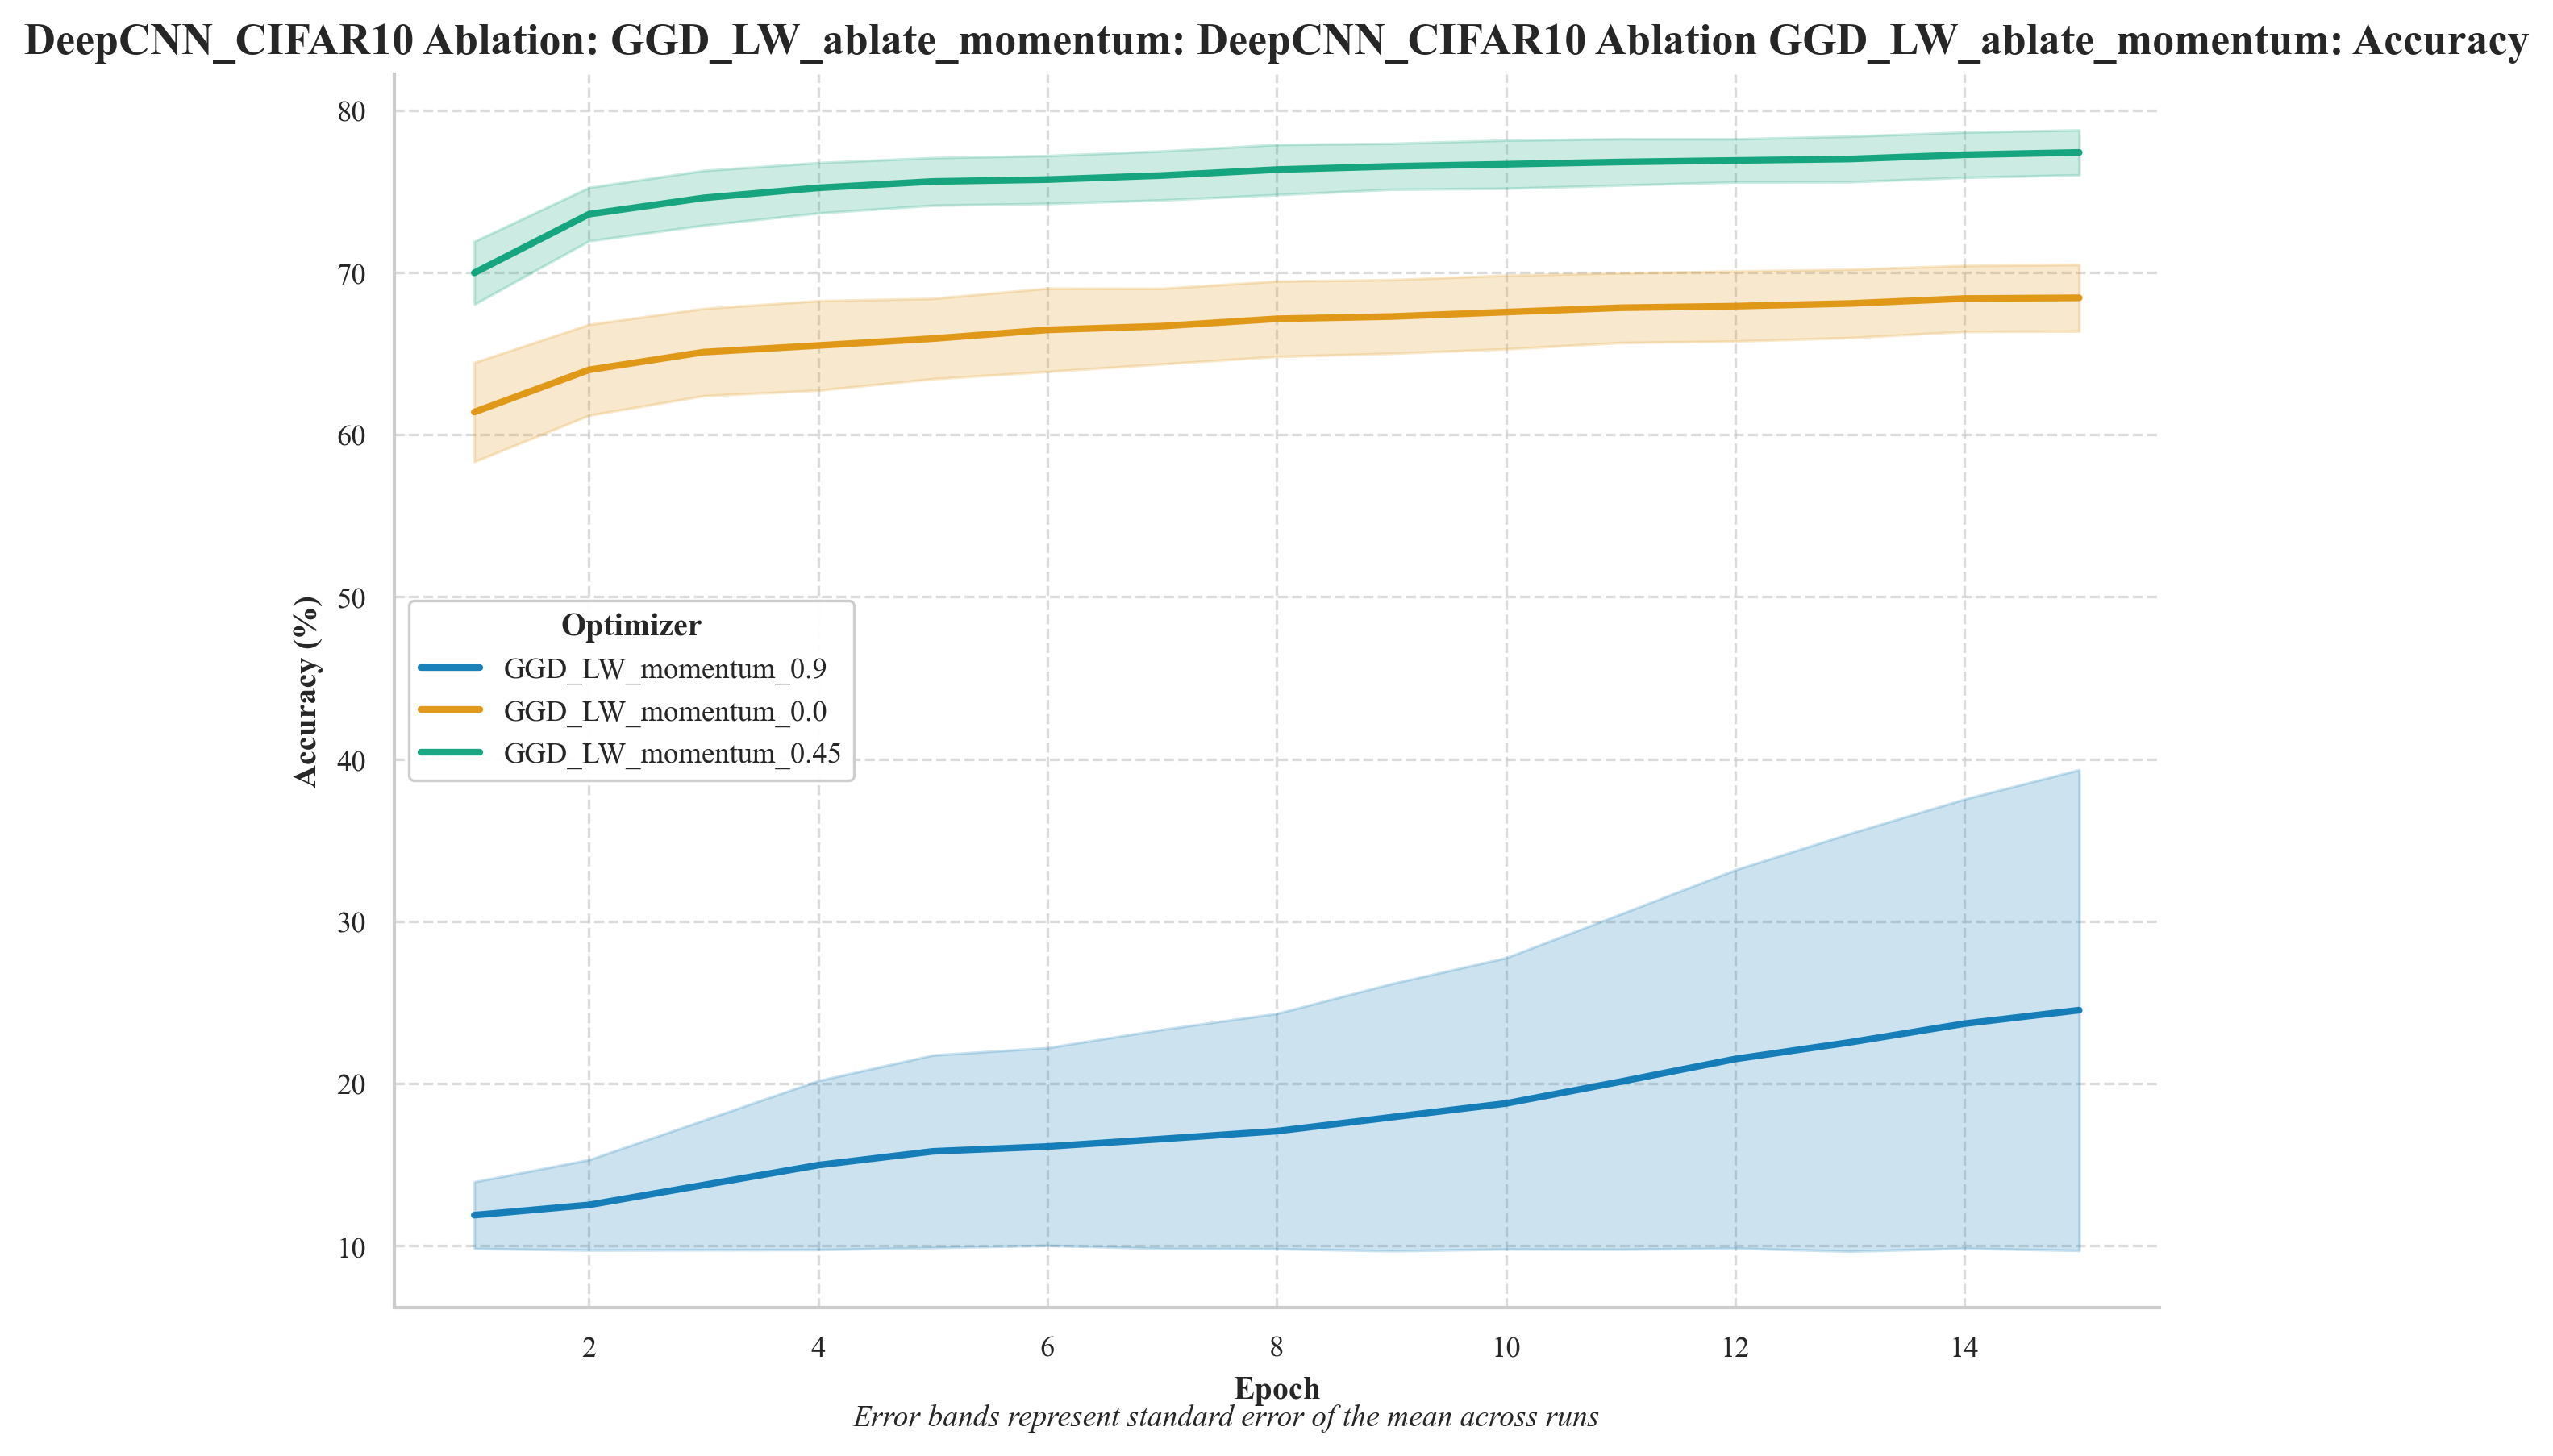 DeepCNN_CIFAR10 Ablation: GGD_LW_ablate_momentum: DeepCNN_CIFAR10 Ablation GGD_LW_ablate_momentum: Accuracy
80
70
60
50
40
30
20
10
Accuracy (%)
Optimizer
GGD_LW_momentum_0.9
GGD_LW_momentum_0.0
GGD_LW_momentum_0.45
2 4 6 8 10 12 14
Epoch
Error bands represent standard error of the mean across runs